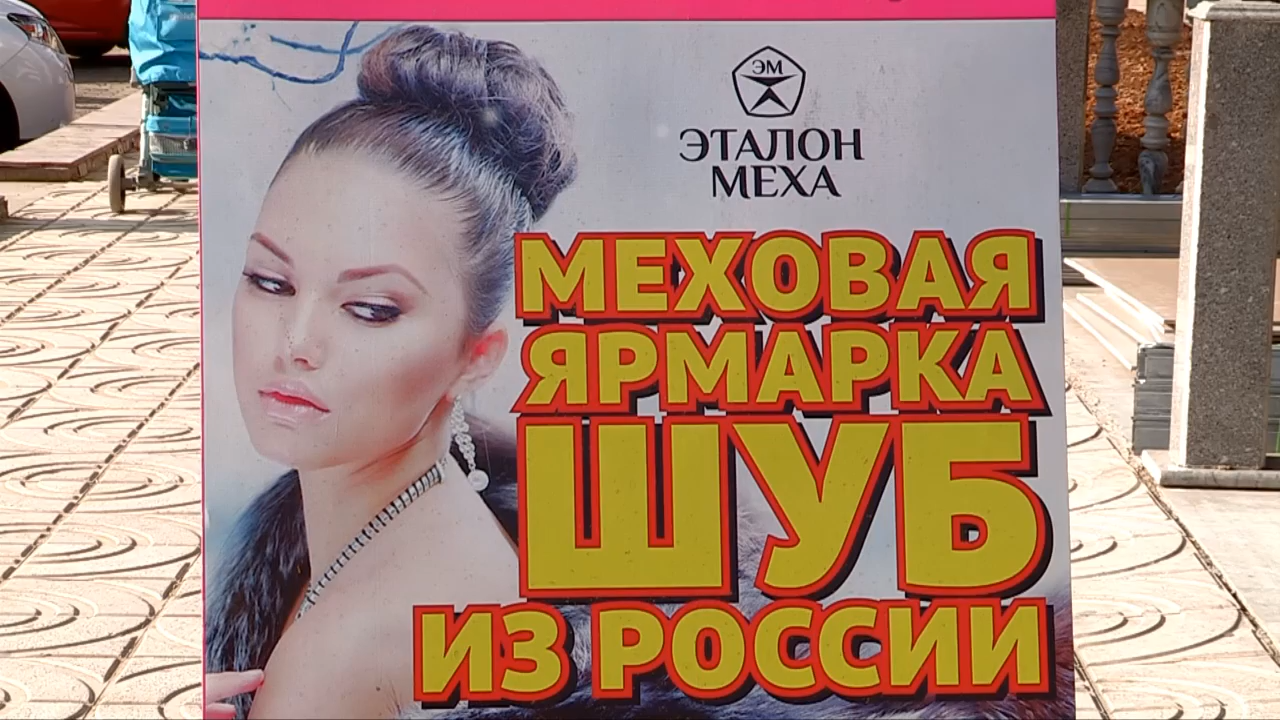 ЭМ
ЭТАЛОН
МЕХА
МЕХОВАЯ
ЯРМАРКА
ШУБ
ИЗ РОССИИ